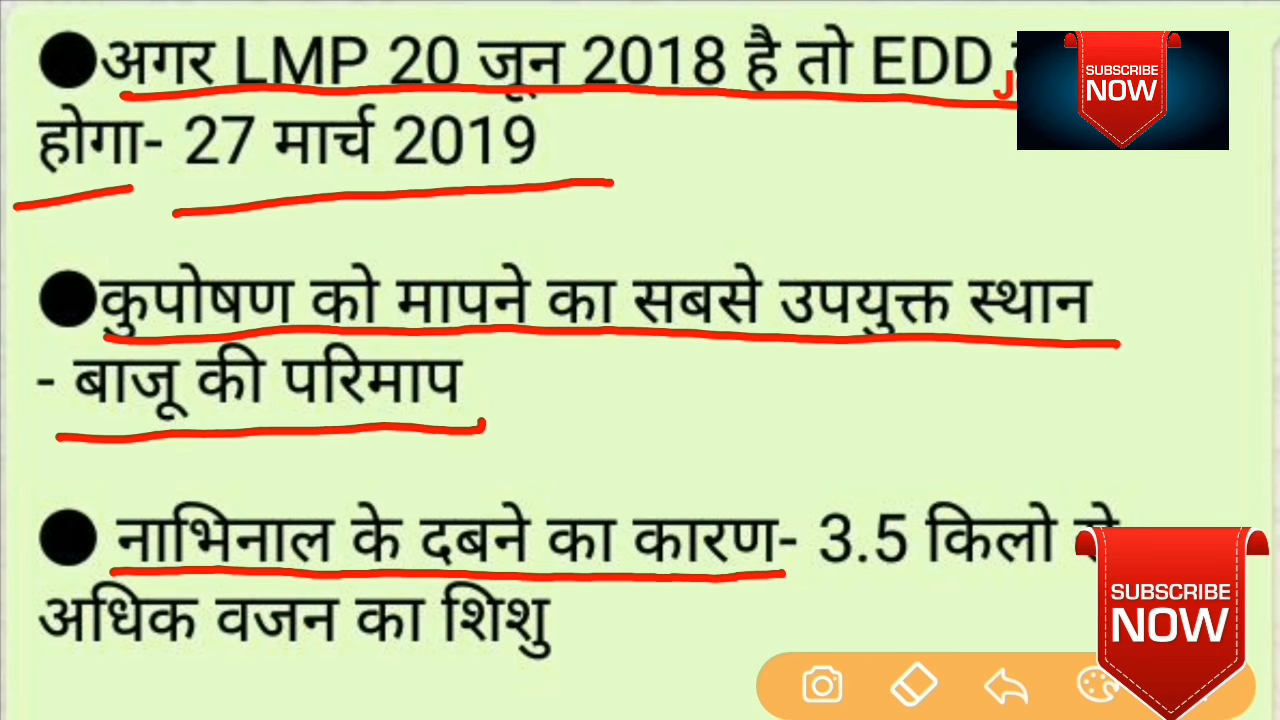 ●अगर LMP 20 जून 2018 है तो EDD
होगा- 27 मार्च 2019
●कुपोषण को मापने का सबसे उपयुक्त स्थान
- बाजू की परिमाप
● नाभिनाल के दबने का कारण- 3.5 किलो से
अधिक वजन का शिशु
SUBSCRIBE
NOW
SUBSCRIBE
NOW